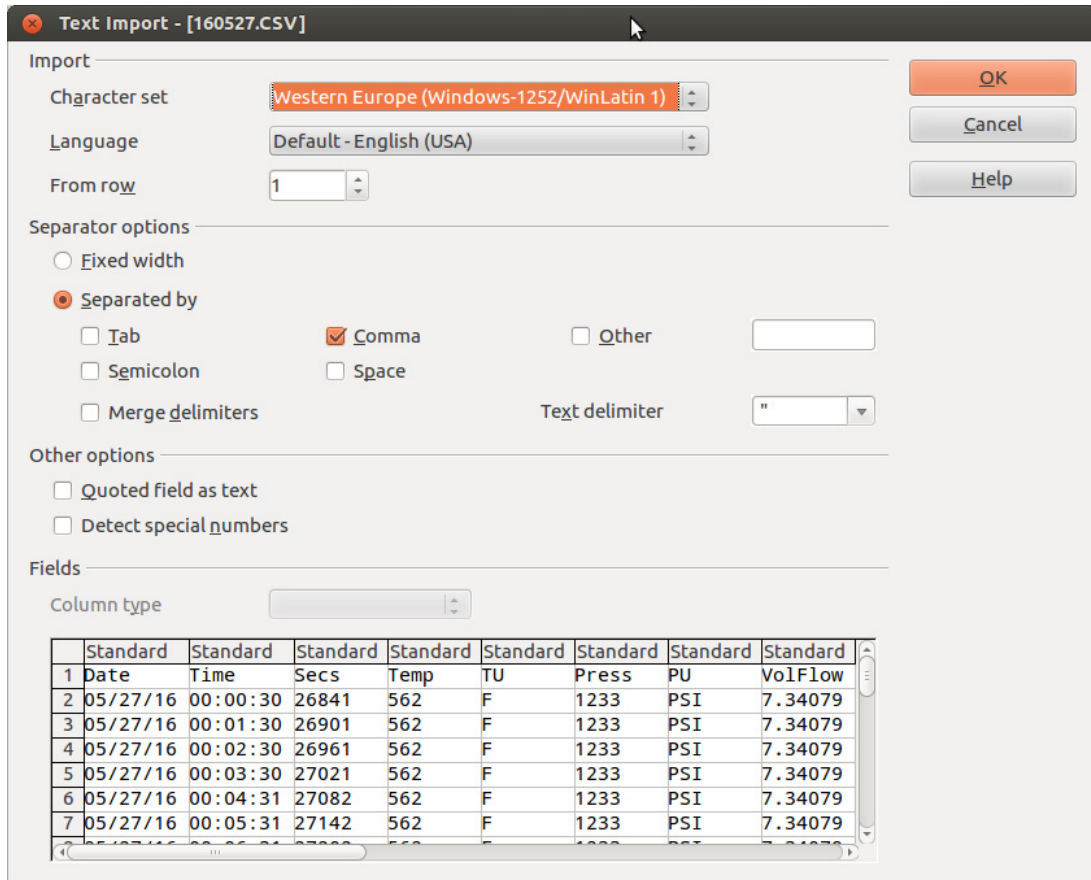 Text Import - [160527.CSV]
Import
Character set Western Europe (Windows-1252/WinLatin 1)
OK
Language Default - English (USA)
Cancel
From row 1
Help
Separator options
Fixed width
Separated by
Tab Comma Other
Semicolon Space
Merge delimiters Text delimiter "
Other options
Quoted field as text
Detect special numbers
Fields
Column type
Standard Standard Standard Standard Standard Standard Standard Standard
1 Date Time Secs Temp TU Press PU VolFlow
2 05/27/16 00:00:30 26841 562 F 1233 PSI 7.34079
3 05/27/16 00:01:30 26901 562 F 1233 PSI 7.34079
4 05/27/16 00:02:30 26961 562 F 1233 PSI 7.34079
5 05/27/16 00:03:30 27021 562 F 1233 PSI 7.34079
6 05/27/16 00:04:31 27082 562 F 1233 PSI 7.34079
7 05/27/16 00:05:31 27142 562 F 1233 PSI 7.34079